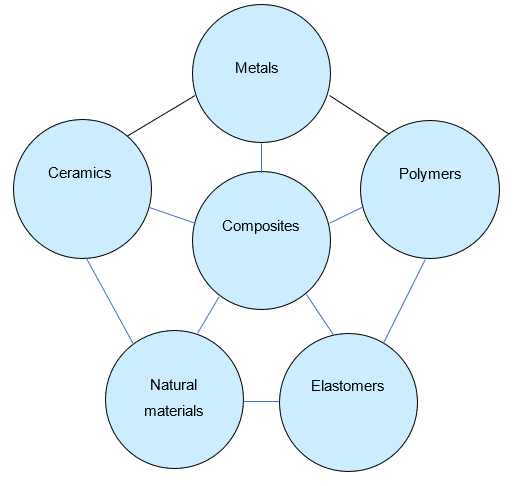 Metals
Ceramics
Polymers
Composites
Natural
materials
Elastomers